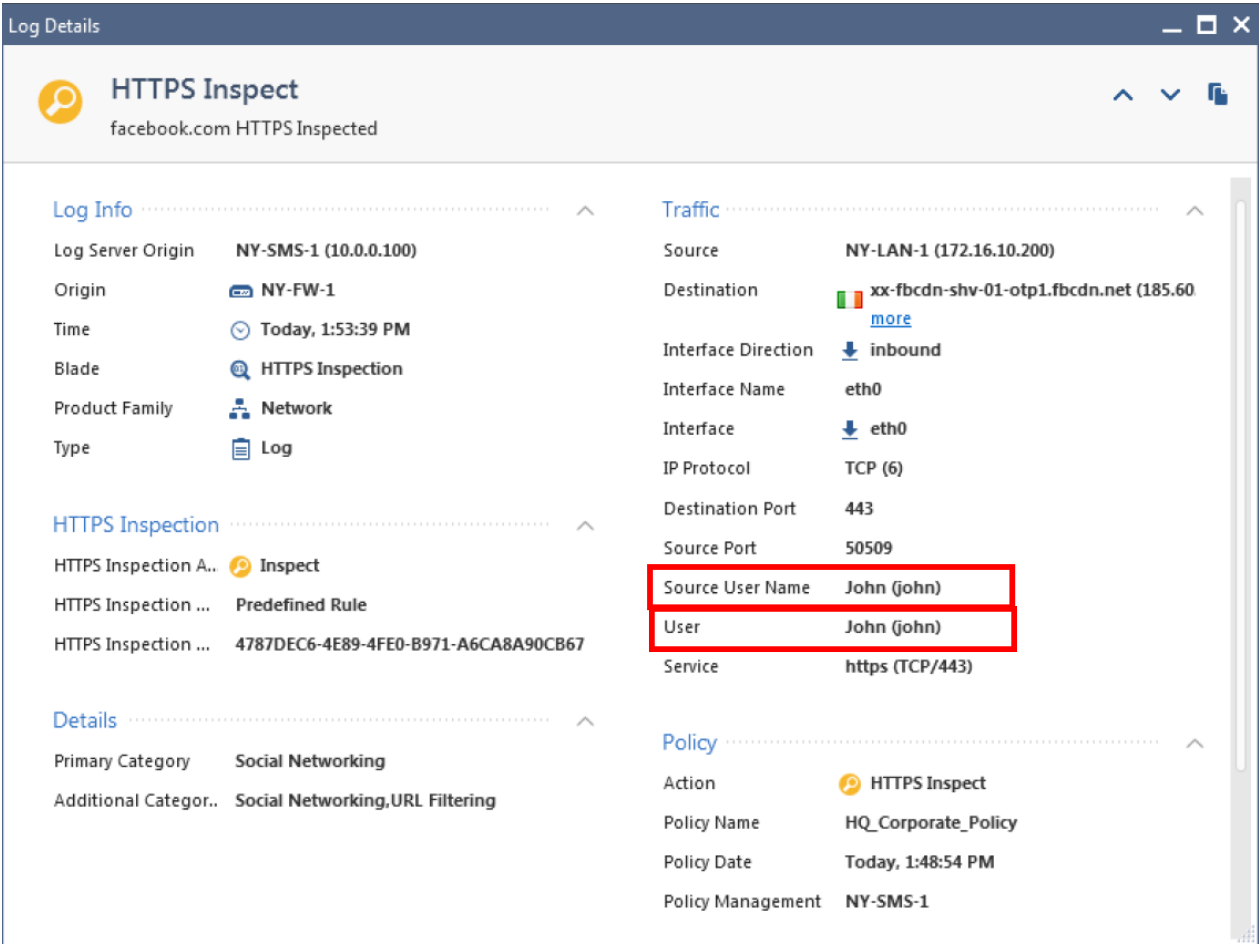 Log Details
HTTPS Inspect
facebook.com HTTPS Inspected
Log Info
Log Server Origin NY-SMS-1 (10.0.0.100)
Origin NY-FW-1
Time Today, 1:53:39 PM
Blade HTTPS Inspection
Product Family Network
Type Log
HTTPS Inspection
HTTPS Inspection A... Inspect
HTTPS Inspection ... Predefined Rule
HTTPS Inspection ... 4787DEC6-4E89-4FE0-B971-A6CA8A90CB67
Details
Primary Category Social Networking
Additional Categor... Social Networking,URL Filtering
Traffic
Source NY-LAN-1 (172.16.10.200)
Destination xx-fbcdn-shv-01-otp1.fbcdn.net (185.60.
more
Interface Direction inbound
Interface Name eth0
Interface eth0
IP Protocol TCP (6)
Destination Port 443
Source Port 50509
Source User Name John (john)
User John (john)
Service https (TCP/443)
Policy
Action HTTPS Inspect
Policy Name HQ_Corporate_Policy
Policy Date Today, 1:48:54 PM
Policy Management NY-SMS-1